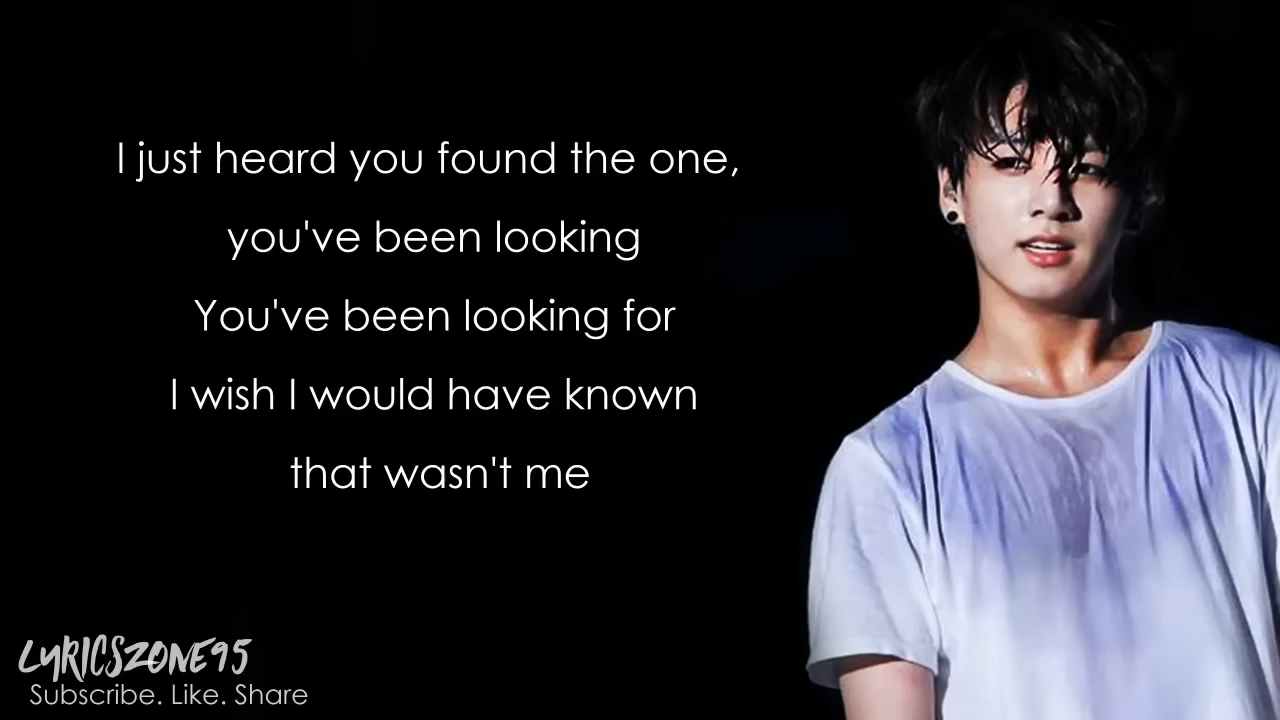 I just heard you found the one,
you've been looking
You've been looking for
I wish I would have known
that wasn't me
LYRICSZONE95
Subscribe. Like. Share